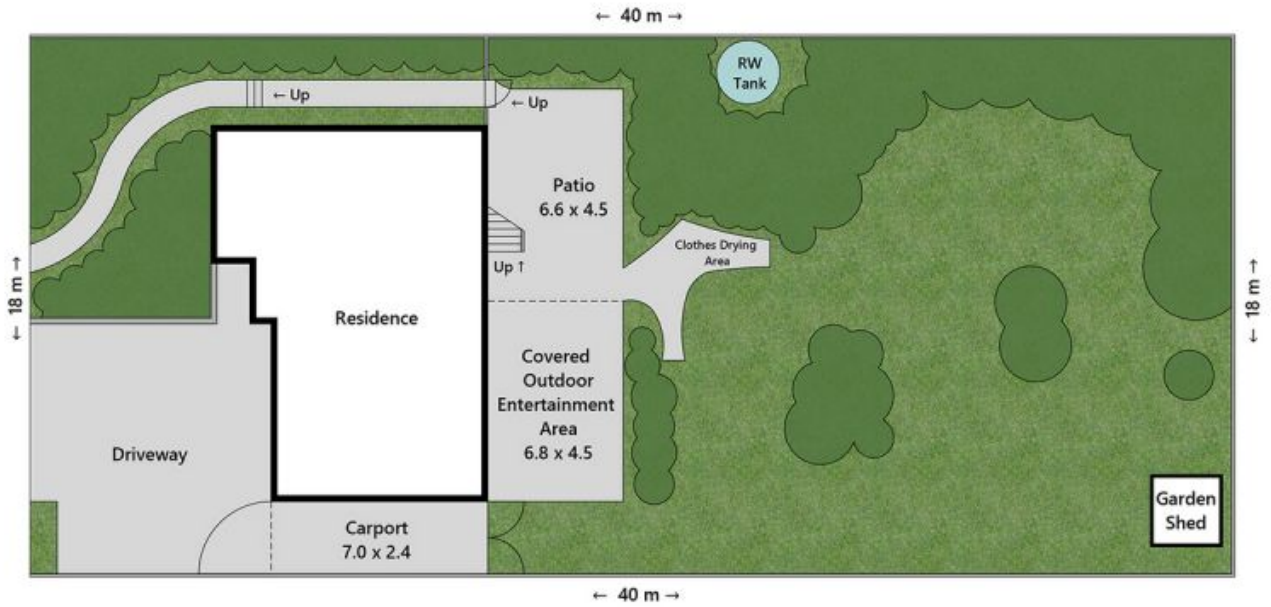 ← 40 m →
RW
Tank
← Up
← Up
Patio
6.6 x 4.5
Clothes Drying
Area
Up ↑
← 18 m →
← 18 m →
Residence
Covered
Outdoor
Entertainment
Area
6.8 x 4.5
Driveway
Garden
Shed
Carport
7.0 x 2.4
← 40 m →